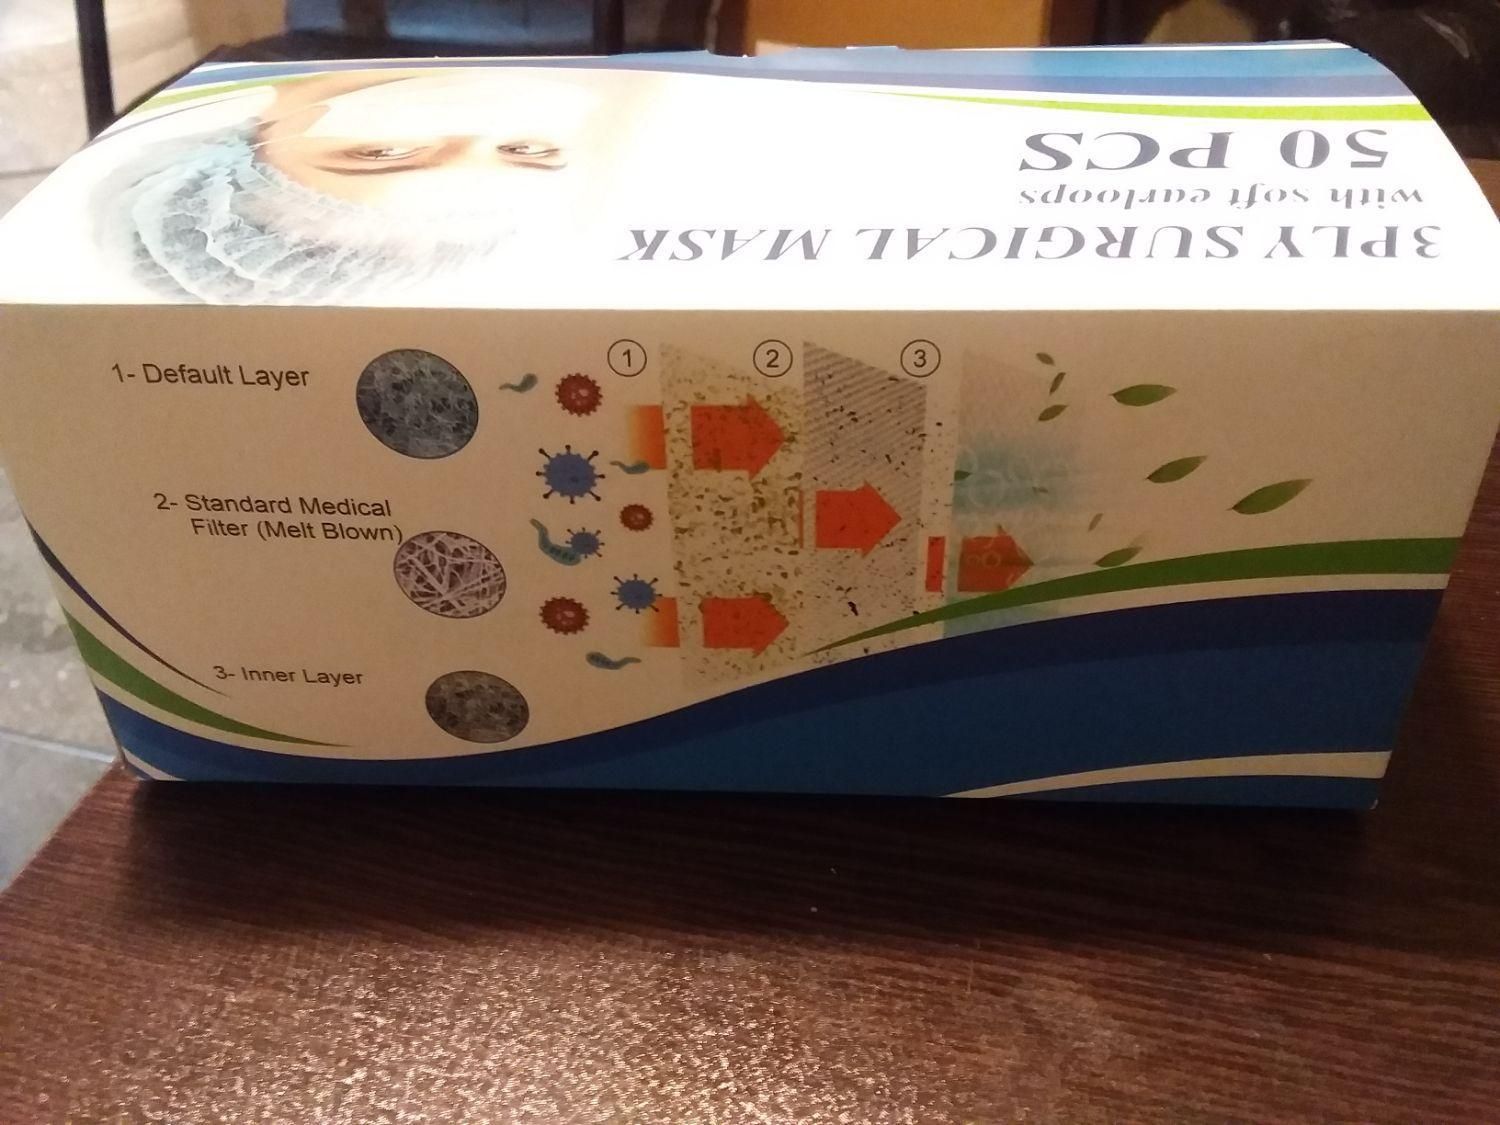 3PLY SURGICAL MASK
with soft earloops
50 PCS
1- Default Layer
2- Standard Medical
Filter (Melt Blown)
3- Inner Layer
1
2
3